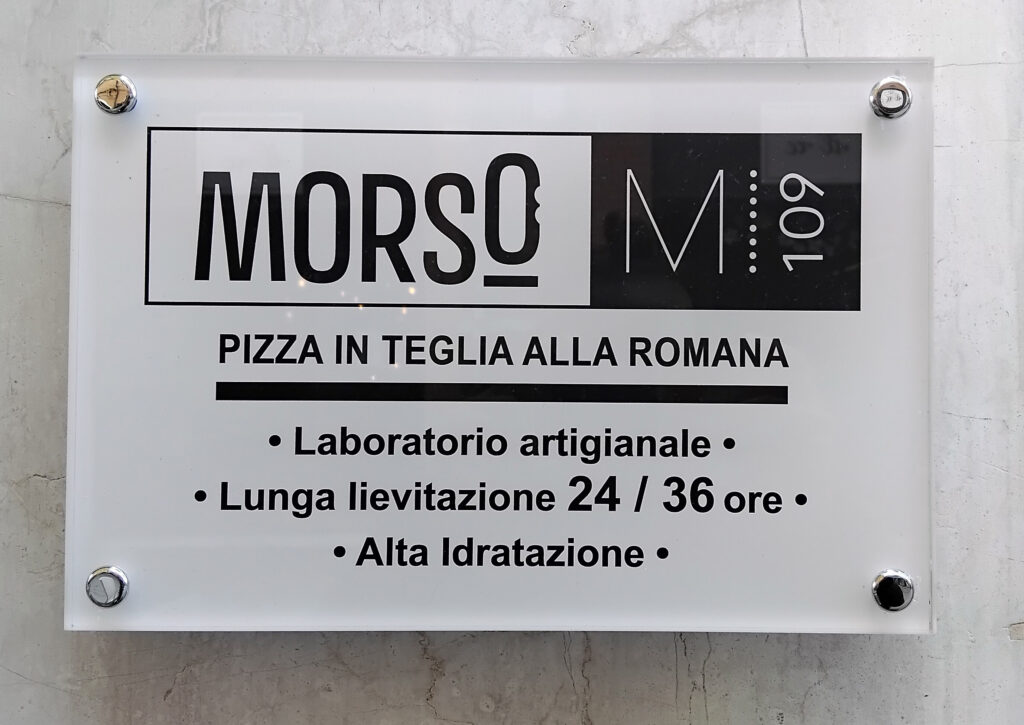 MORSO M 109
PIZZA IN TEGLIA ALLA ROMANA
• Laboratorio artigianale •
• Lunga lievitazione 24 / 36 ore •
• Alta Idratazione •